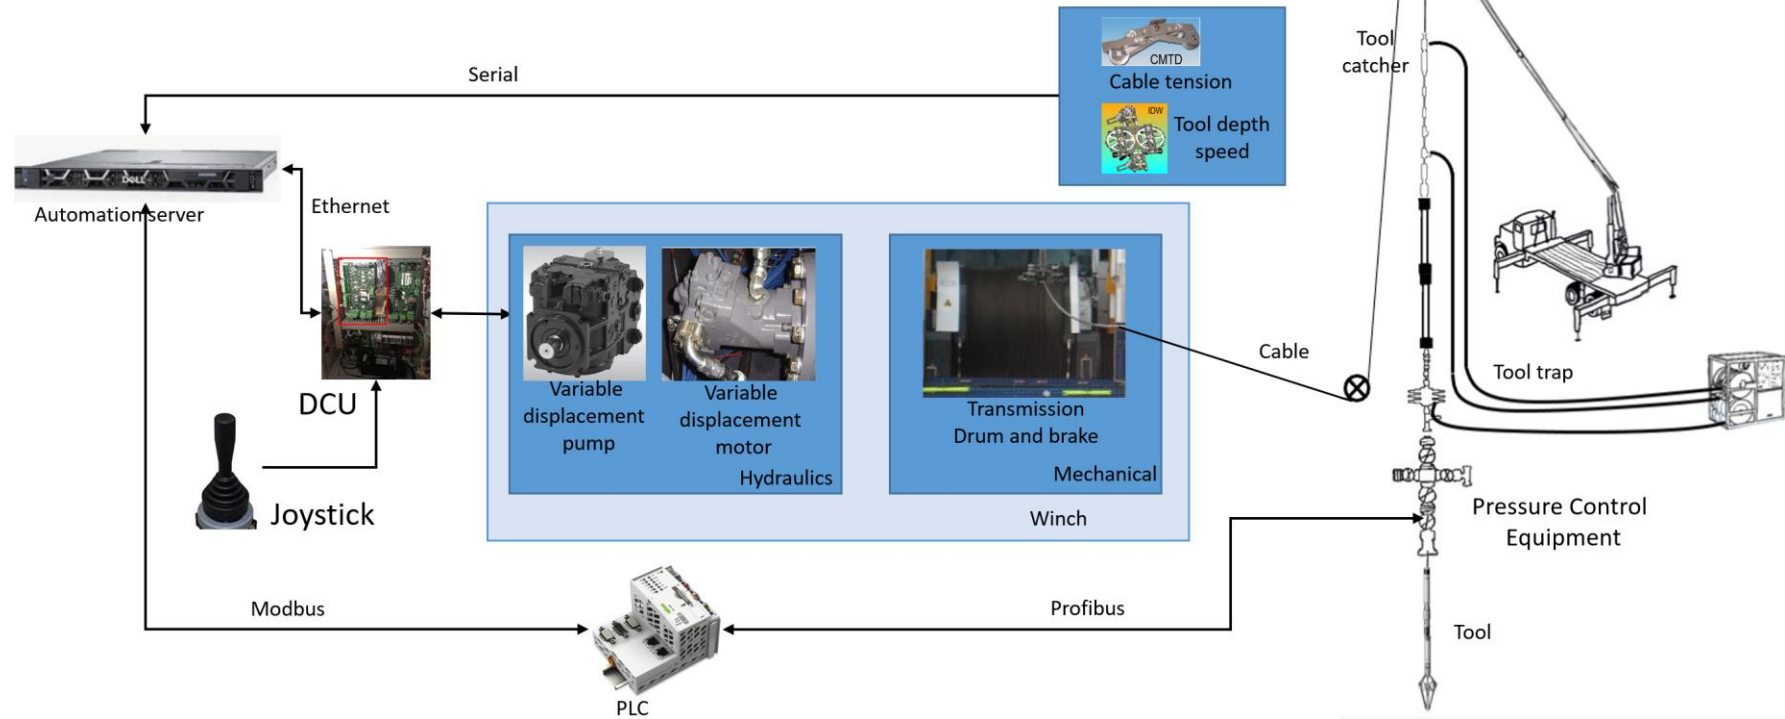 Serial
CMTD
Cable tension
IDW
Tool depth
speed
Tool
catcher
DELL
Automation server
Ethernet
DCU
Joystick
Variable
displacement
pump
Variable
displacement
motor
Hydraulics
Transmission
Drum and brake
Mechanical
Winch
Cable
Tool trap
Pressure Control
Equipment
Modbus
Profibus
Tool
PLC